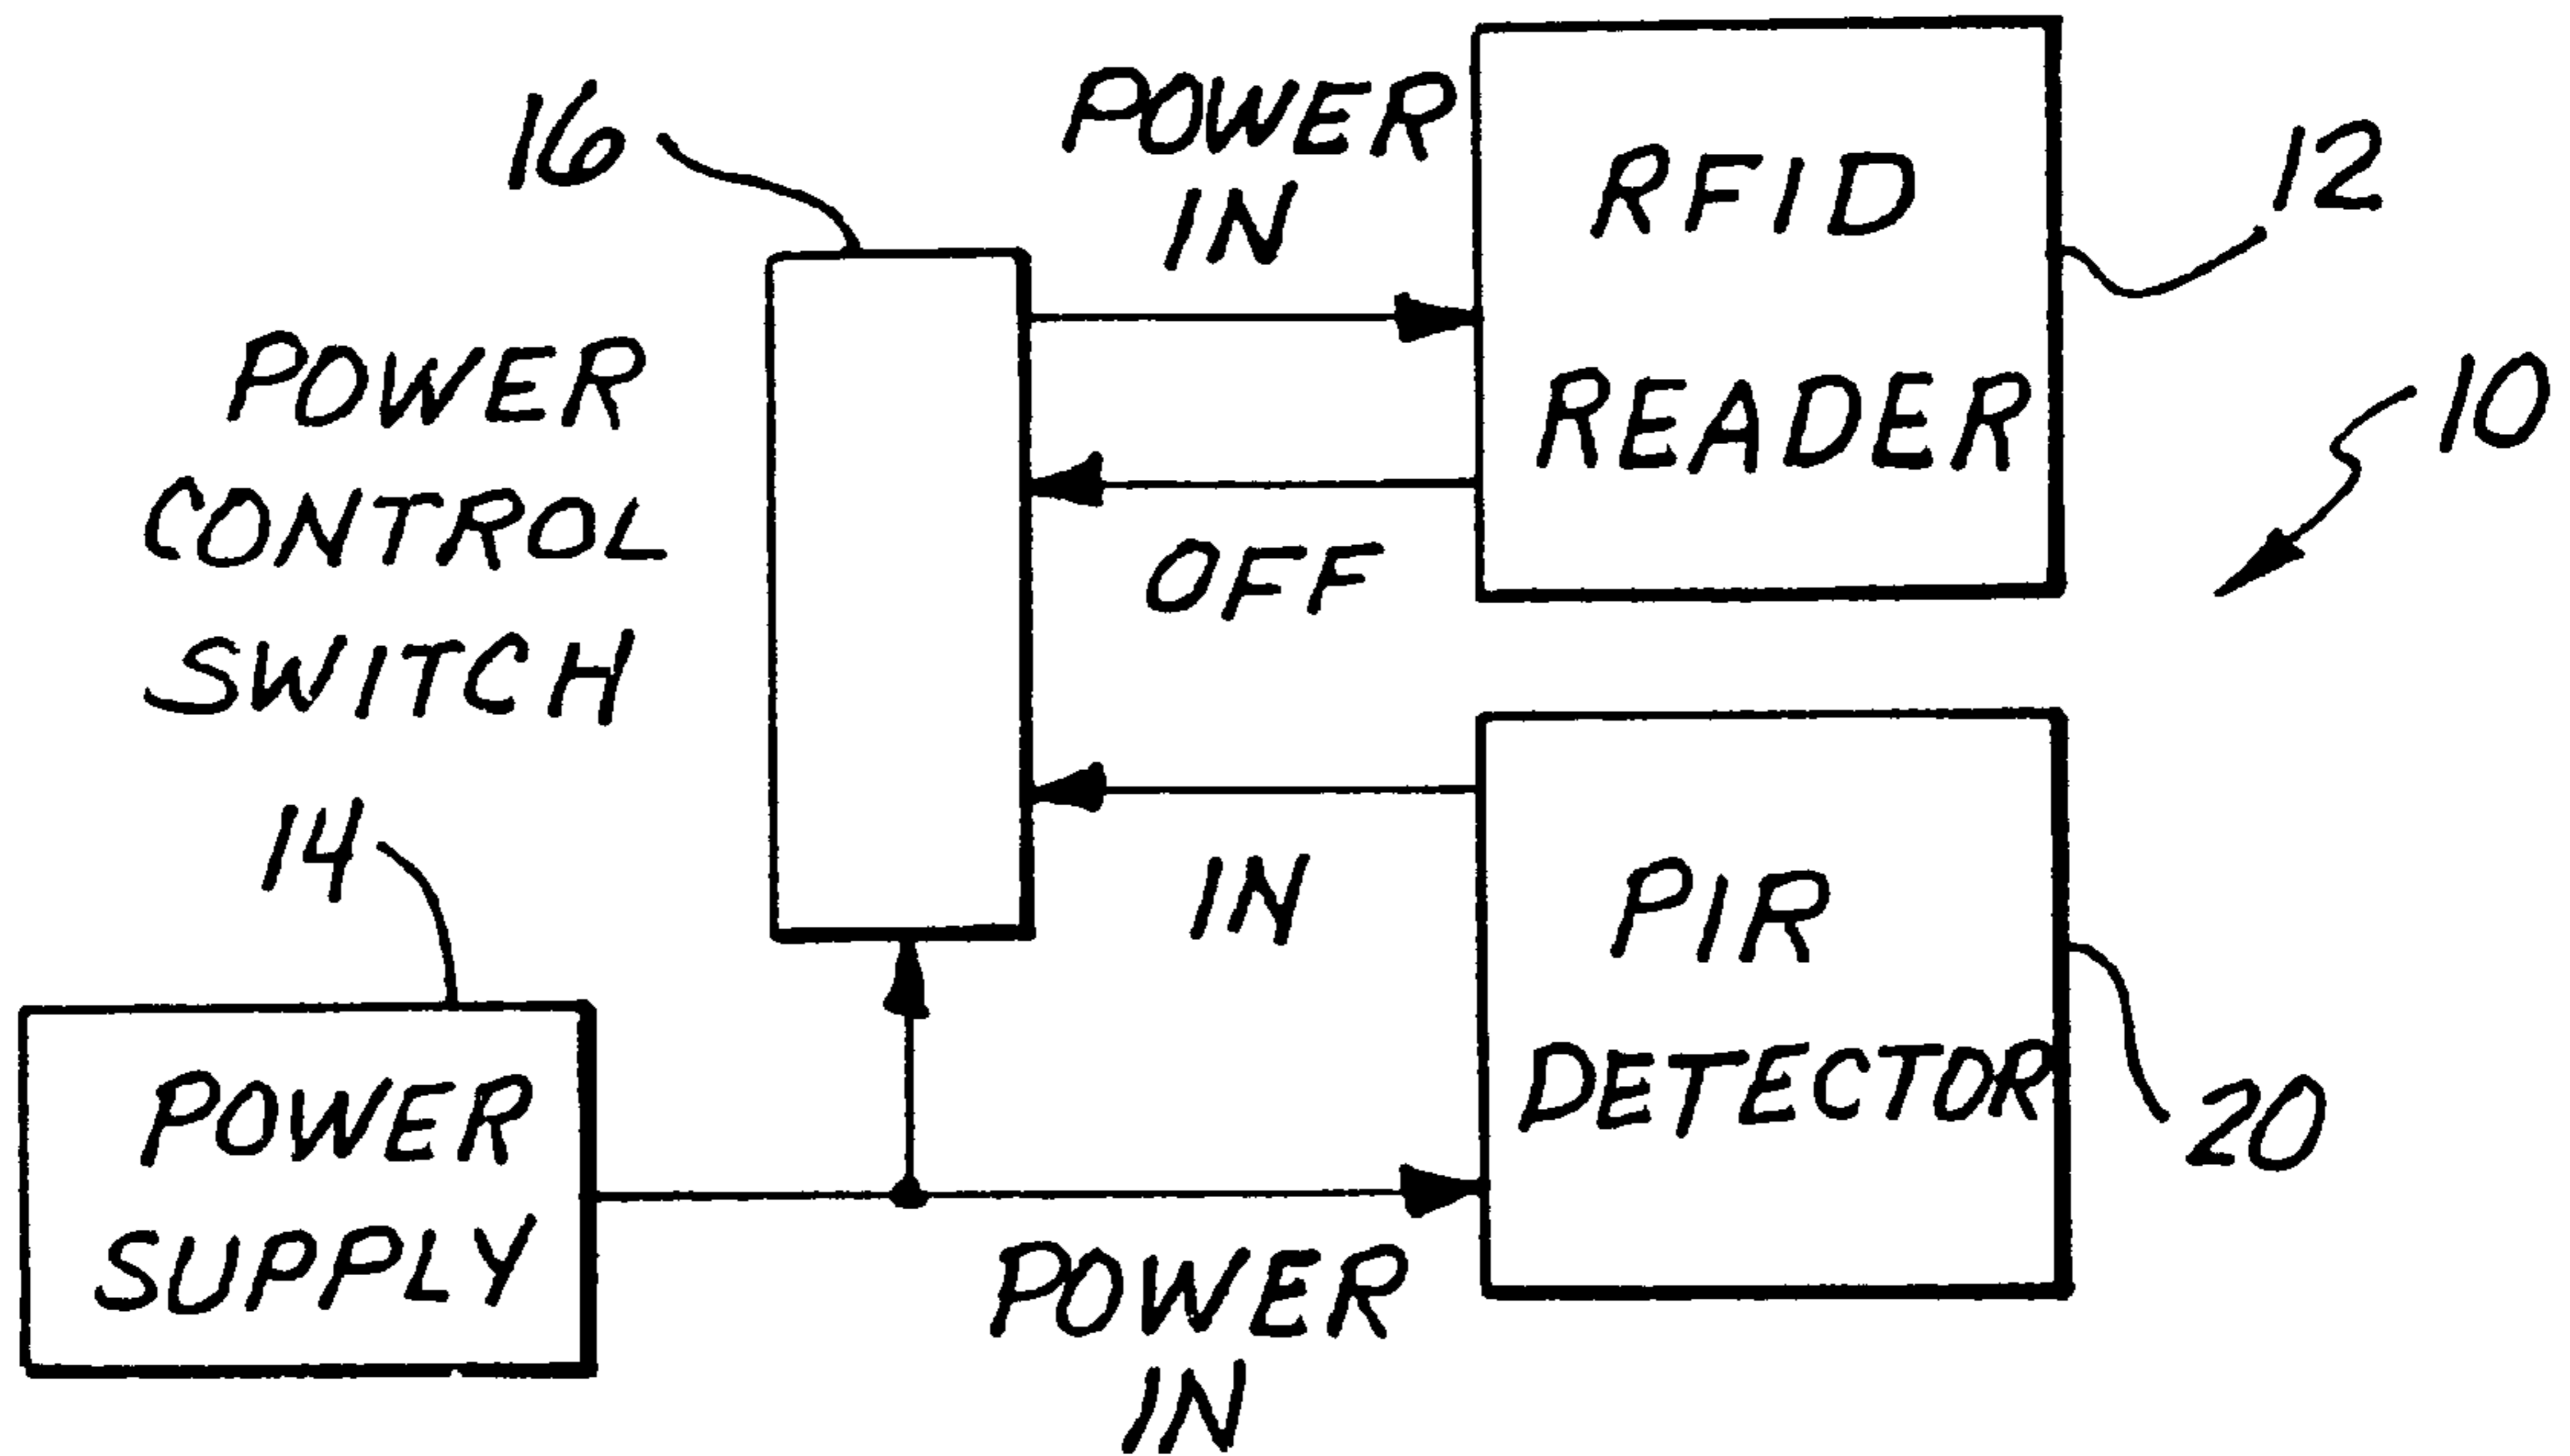 16
POWER
IN
RFID
READER
12
10
POWER
CONTROL
SWITCH
OFF
14
IN
PIR
DETECTOR
20
POWER
SUPPLY
POWER
IN